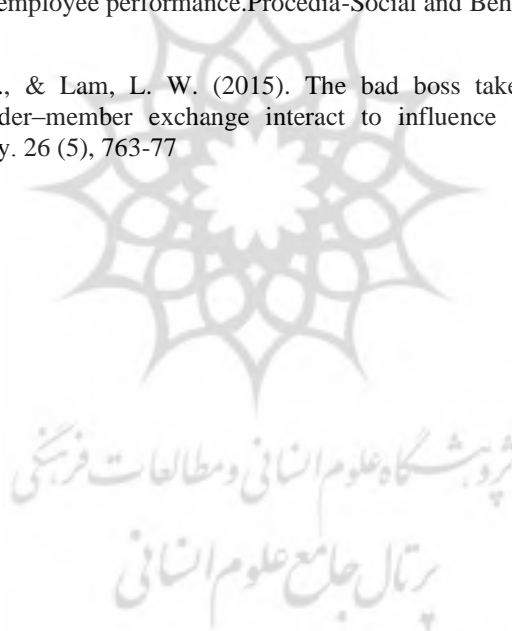 employee performance.Procedia-Social and Beh
., & Lam, L. W. (2015). The bad boss take
der–member exchange interact to influence
y. 26 (5), 763-77
پژوهشگاه علوم انسانی و مطالعات فرهنگی
پرتال جامع علوم انسانی